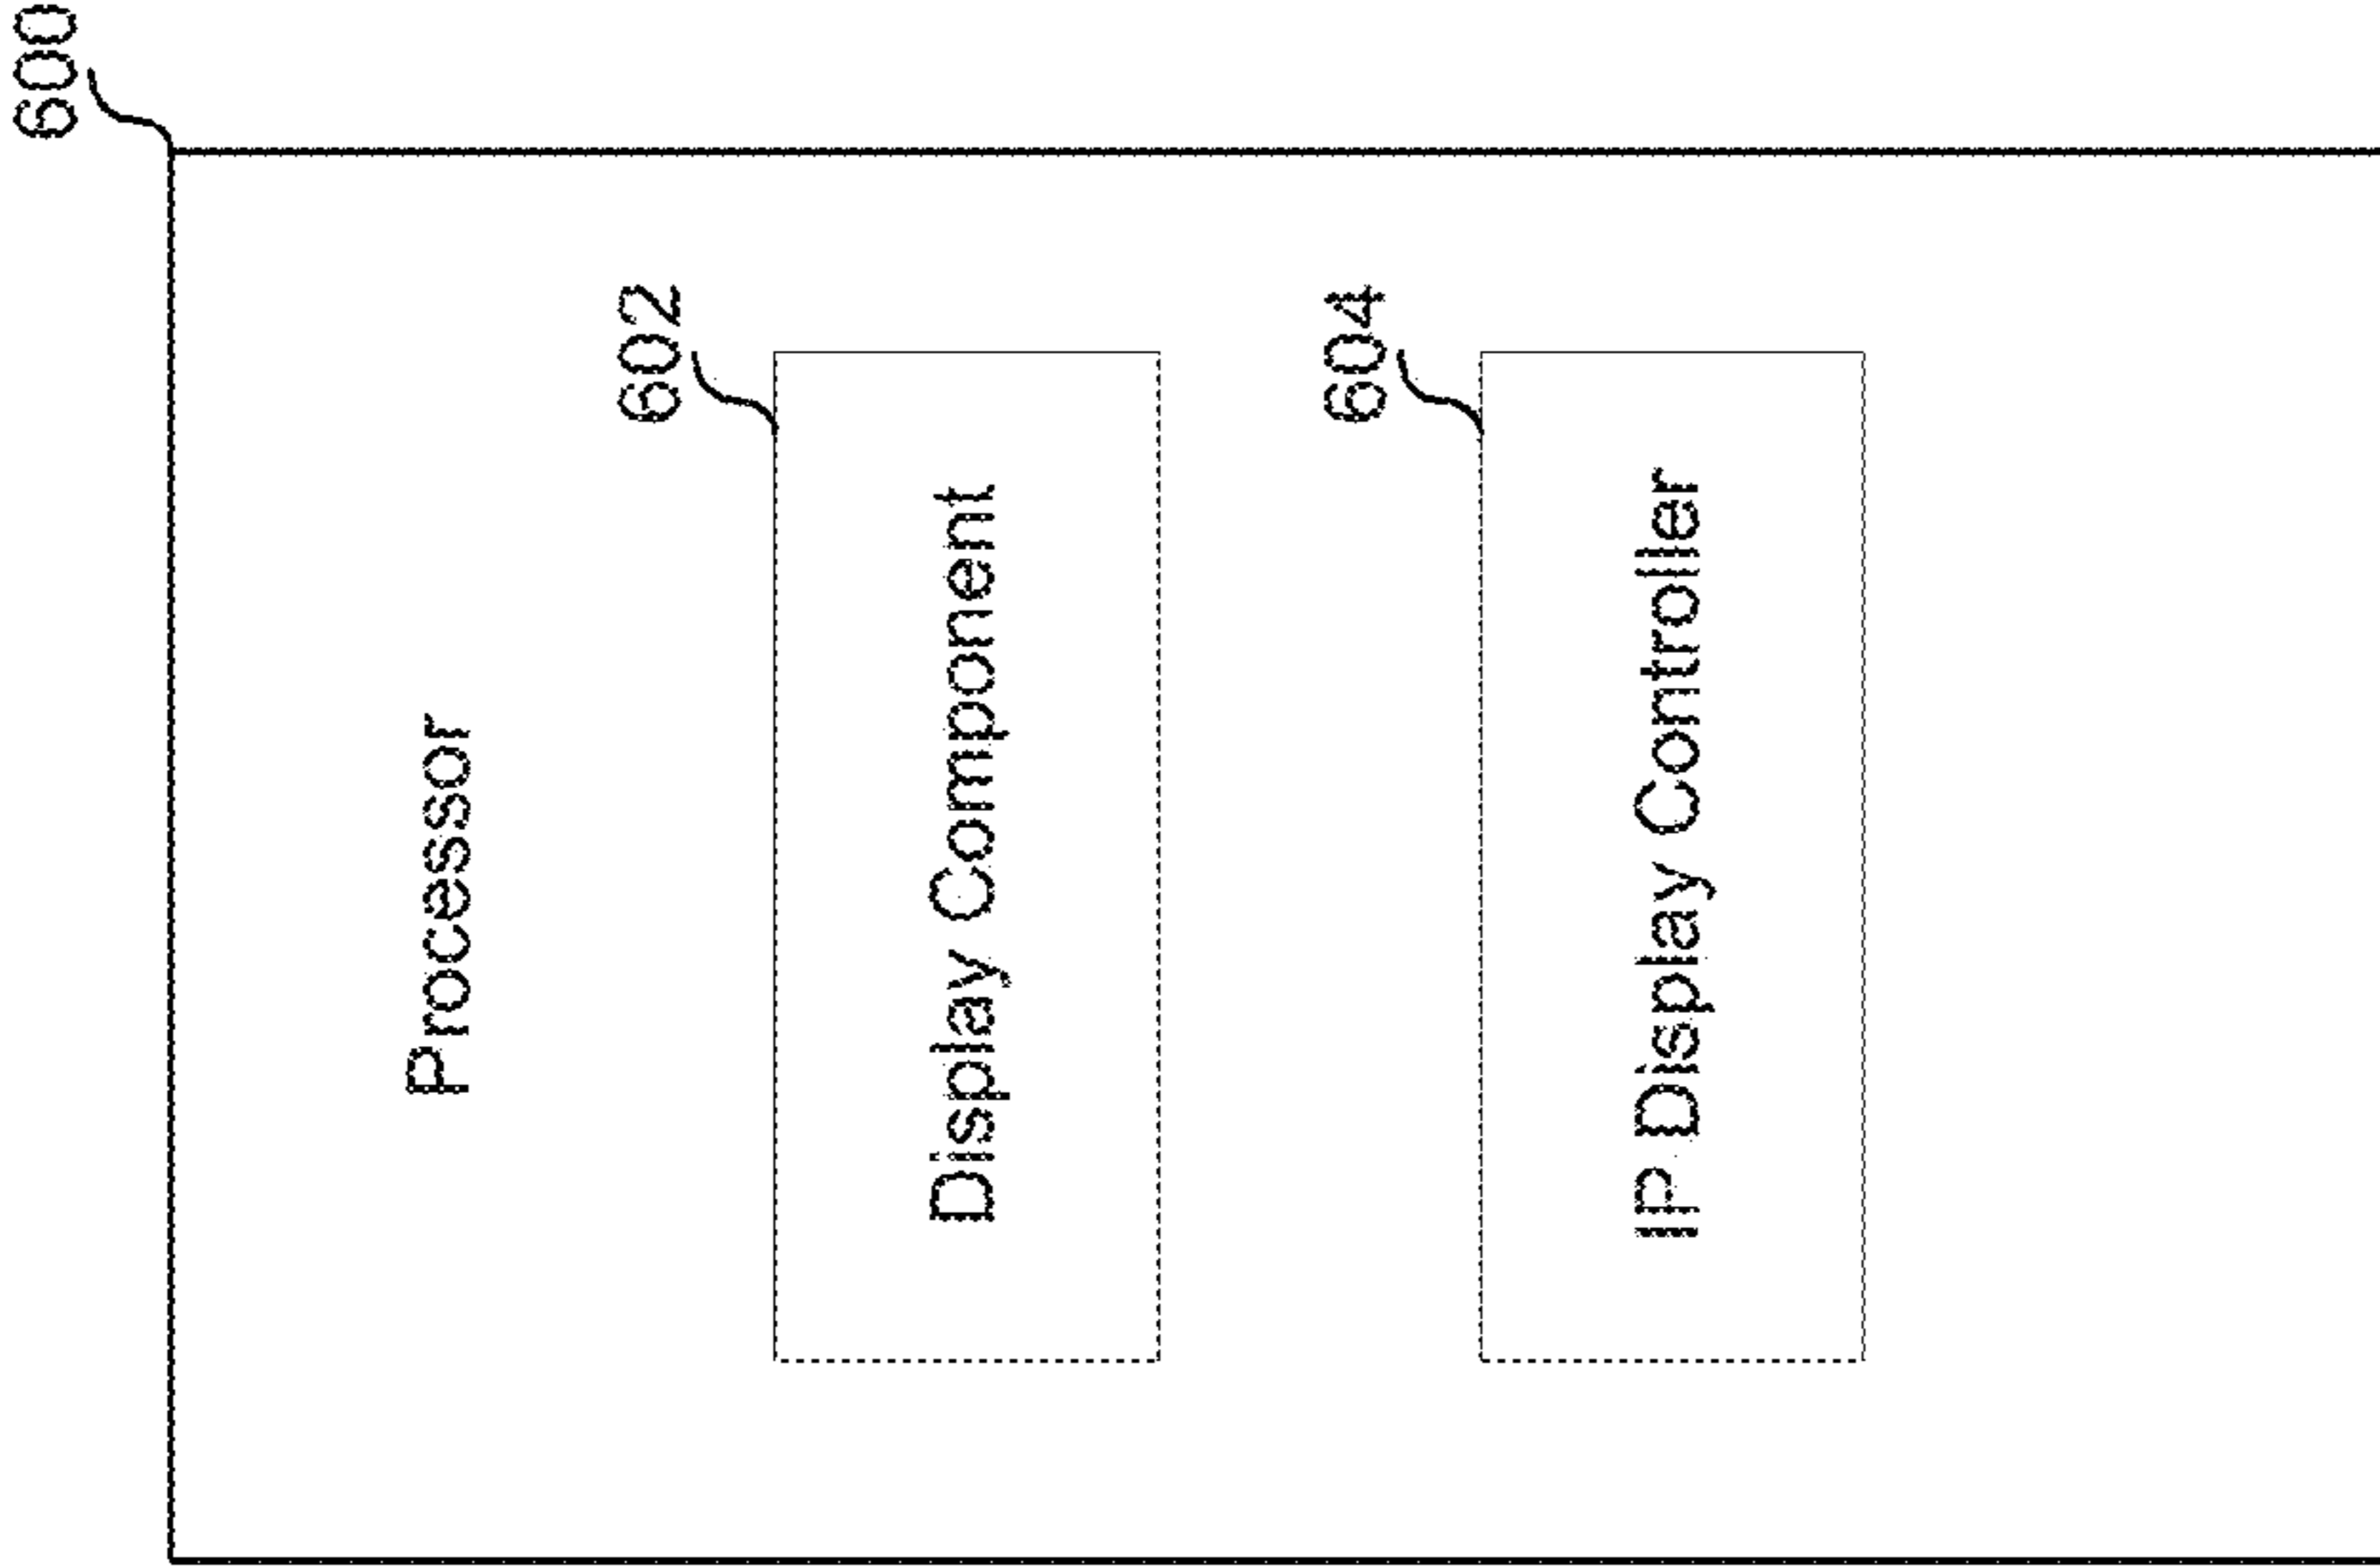 600
Processor
602
Display Component
604
IP Display Controller